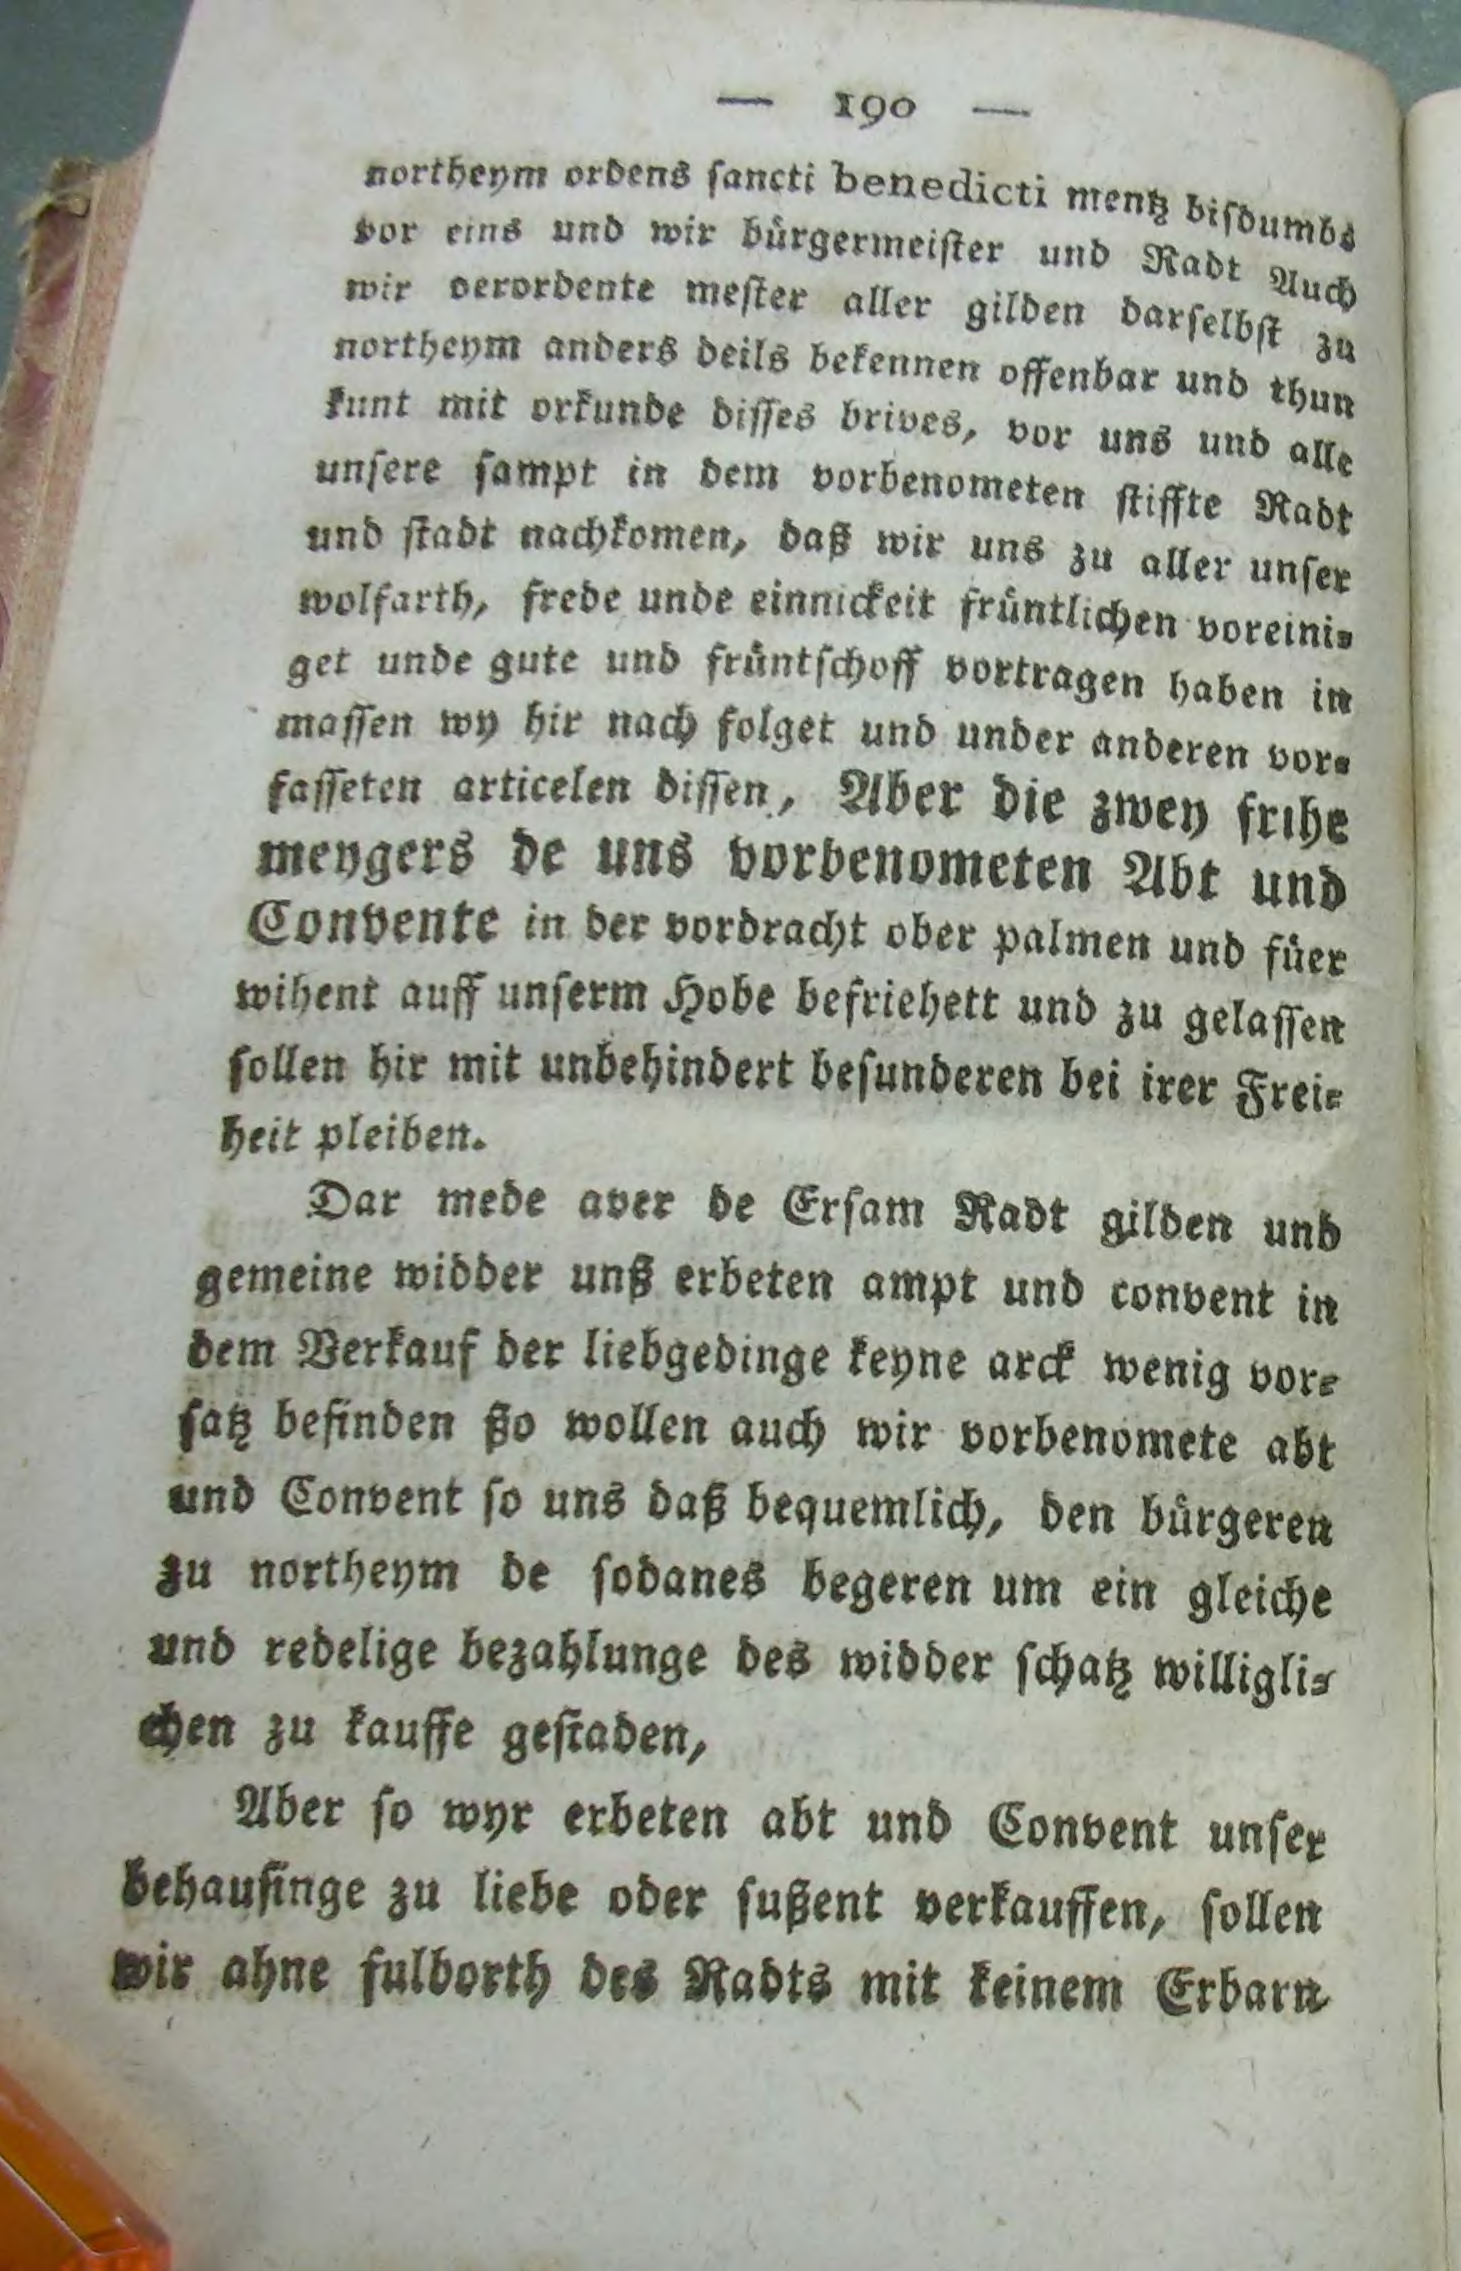 — 190 —
northeym ordens sancti benedicti mentz bisdumbs
vor eins und wir bürgermeister und Radt Auch
wir verordente mester aller gilden darselbst zu
northeym anders deils bekennen offenbar und thun
kunt mit orkunde disses brives, vor uns und alle
unsere sampt in dem vorbenometen stiffte Radt
und stadt nachkomen, daß wir uns zu aller unser
wolfarth, frede unde einnickeit früntlichen voreini⸗
get unde gute und früntschoff vortragen haben in
massen wy hir nach folget und under anderen vor⸗
fasseten articelen dissen, Aber die zwey frihe
meygers de uns vorbenometen Abt und
Convente in der vordracht ober palmen und füer
wihent auff unserm Hobe befriehett und zu gelassen
sollen hir mit unbehindert besunderen bei irer Frei⸗
heit pleiben.
Dar mede aver de Ersam Radt gilden und
gemeine widder unß erbeten ampt und convent in
dem Verkauf der liebgedinge keyne arck wenig vor⸗
satz befinden ßo wollen auch wir vorbenomete abt
und Convent so uns daß bequemlich, den bürgeren
zu northeym de sodanes begeren um ein gleiche
und redelige bezahlunge des widder schatz willigli⸗
chen zu kauffe gestaden,
Aber so wyr erbeten abt und Convent unser
behausinge zu liebe oder sußent verkauffen, sollen
wir ahne fulborth des Radts mit keinem Erbarn